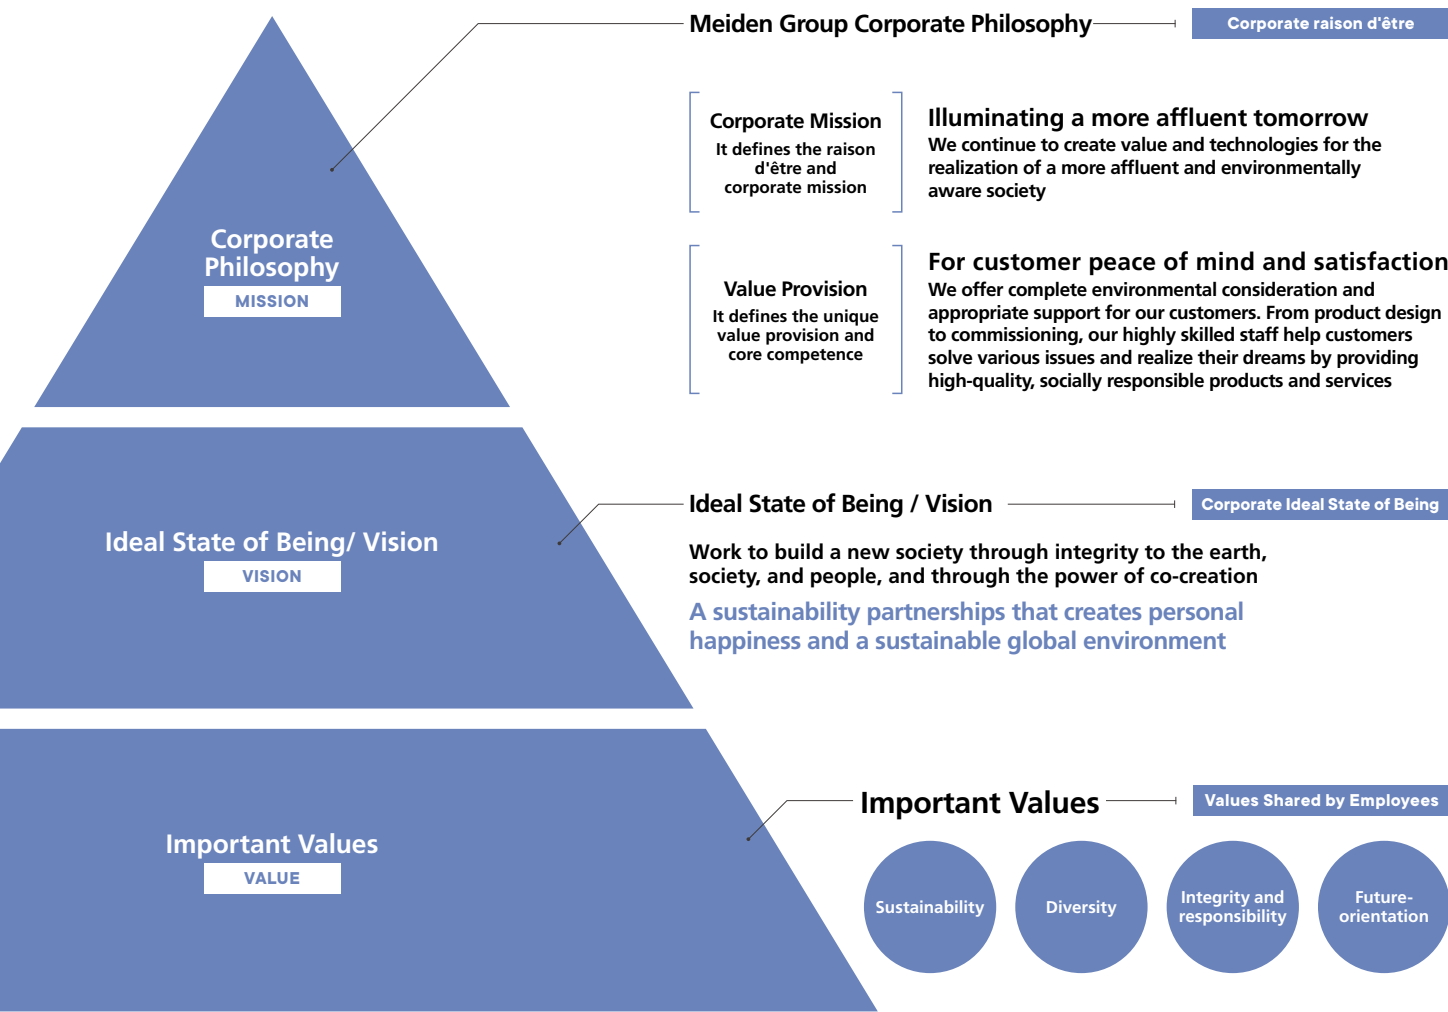 Meiden Group Corporate Philosophy
Corporate raison d'être
Corporate Mission
It defines the raison
d'être and
corporate mission
Illuminating a more affluent tomorrow
We continue to create value and technologies for the
realization of a more affluent and environmentally
aware society
Corporate
Philosophy
MISSION
Value Provision
It defines the unique
value provision and
core competence
For customer peace of mind and satisfaction
We offer complete environmental consideration and
appropriate support for our customers. From product design
to commissioning, our highly skilled staff help customers
solve various issues and realize their dreams by providing
high-quality, socially responsible products and services
Ideal State of Being/ Vision
VISION
Ideal State of Being / Vision
Corporate Ideal State of Being
Work to build a new society through integrity to the earth,
society, and people, and through the power of co-creation
A sustainability partnerships that creates personal
happiness and a sustainable global environment
Important Values
VALUE
Important Values
Values Shared by Employees
Sustainability
Diversity
Integrity and
responsibility
Future-
orientation